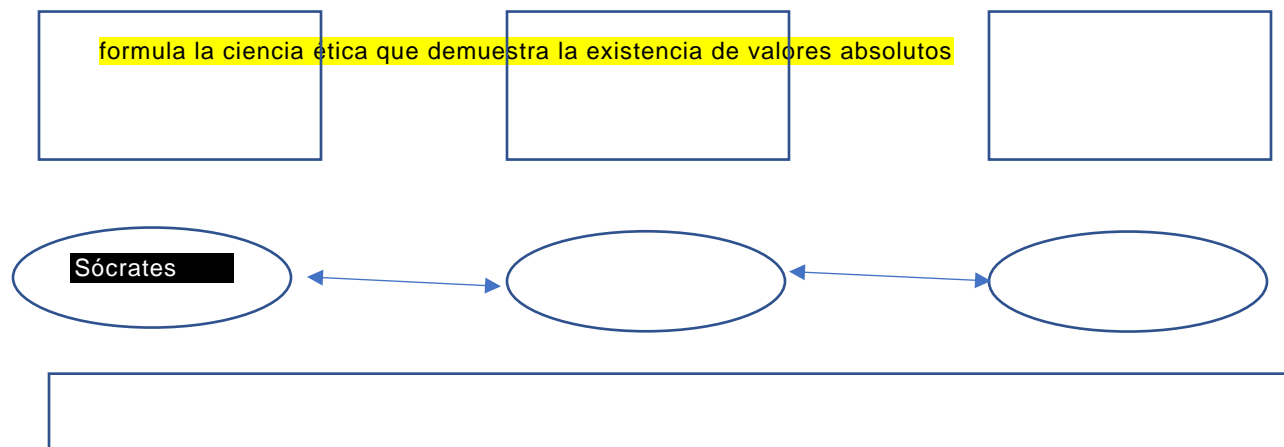 formula la ciencia ética que demuestra la existencia de valores absolutos
Sócrates